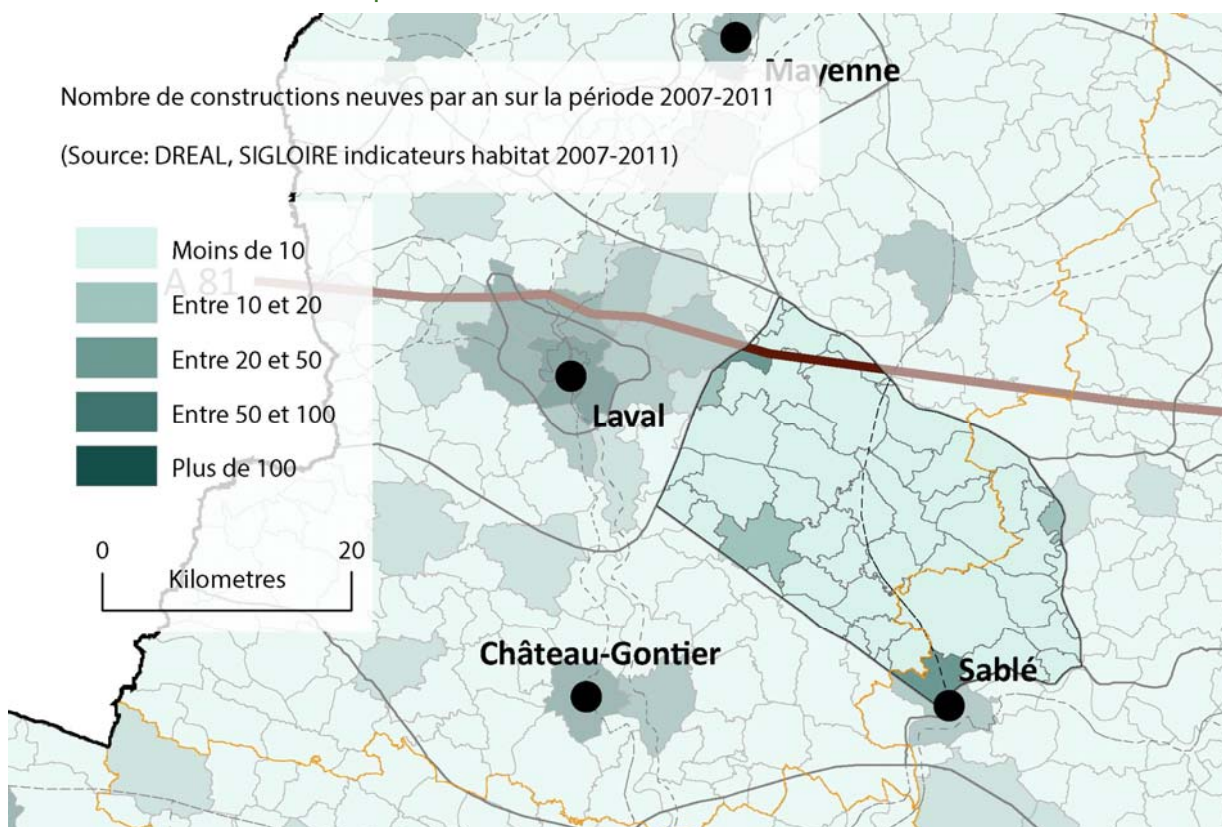 Mayenne
Nombre de constructions neuves par an sur la période 2007-2011
(Source: DREAL, SIGLOIRE indicateurs habitat 2007-2011)
Moins de 10
A 81
Entre 10 et 20
Entre 20 et 50
Entre 50 et 100
Plus de 100
Laval
0 20
Kilometres
Château-Gontier
Sablé